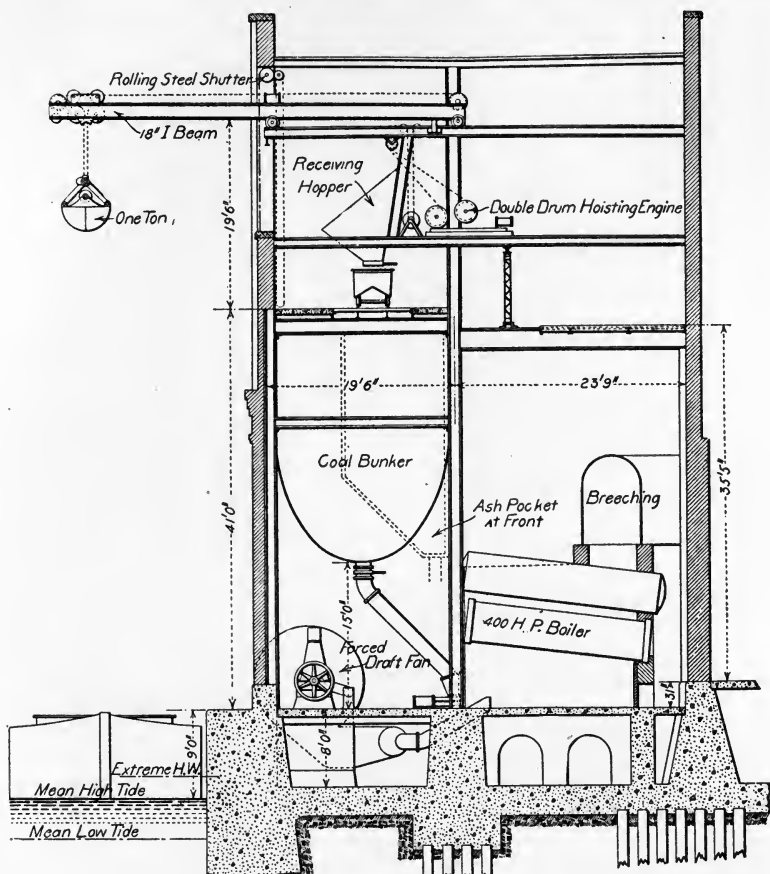 Rolling Steel Shutter
18" I Beam
Receiving
Hopper
Double Drum Hoisting Engine
One Ton
19'6"
19'6"
23'9"
Coal Bunker
Breeching
Ash Pocket
At Front
41'0"
35'5"
15'0"
400 H.P. Boiler
Forced
Draft Fan
9'0"
8'0"
Extreme H.W.
Mean High Tide
Mean Low Tide